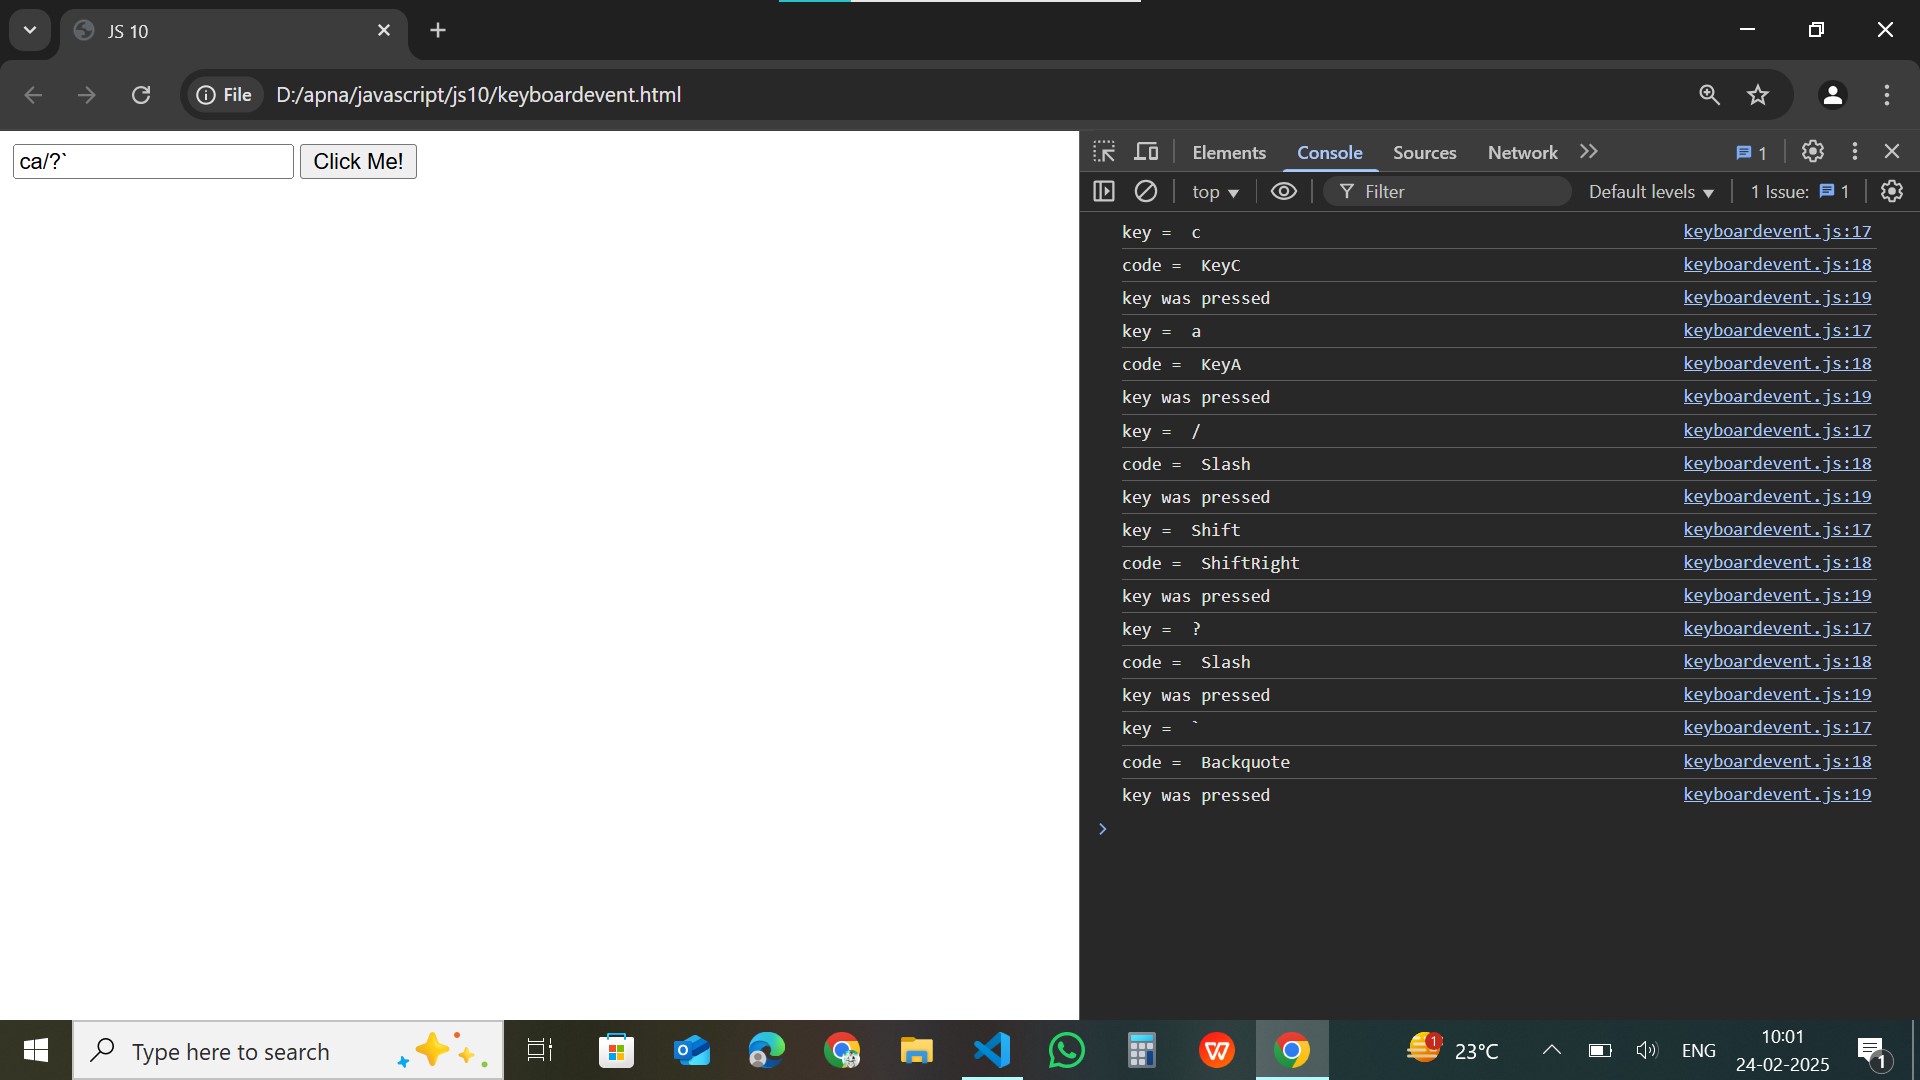 JS 10
File D:/apna/javascript/js10/keyboardevent.html
ca/?` Click Me!
Elements Console Sources Network 1
top Filter Default levels 1 Issue: 1
key =  c keyboardevent.js:17
code =  KeyC keyboardevent.js:18
key was pressed keyboardevent.js:19
key =  a keyboardevent.js:17
code =  KeyA keyboardevent.js:18
key was pressed keyboardevent.js:19
key =  / keyboardevent.js:17
code =  Slash keyboardevent.js:18
key was pressed keyboardevent.js:19
key =  Shift keyboardevent.js:17
code =  ShiftRight keyboardevent.js:18
key was pressed keyboardevent.js:19
key =  ? keyboardevent.js:17
code =  Slash keyboardevent.js:18
key was pressed keyboardevent.js:19
key =  ` keyboardevent.js:17
code =  Backquote keyboardevent.js:18
key was pressed keyboardevent.js:19
Type here to search 1 23°C ENG 10:01
24-02-2025 1